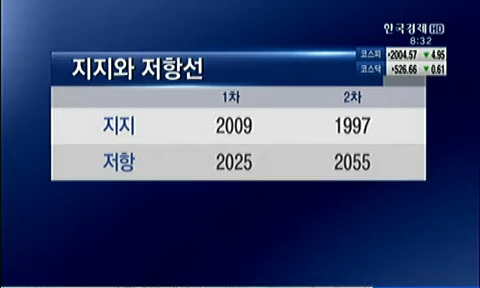 한국경제 HD
8:32
코스피 2004.57 ▼ 4.95
코스닥 526.66 ▼ 0.61
지지와 저항선
1차 2차
지지 2009 1997
저항 2025 2055